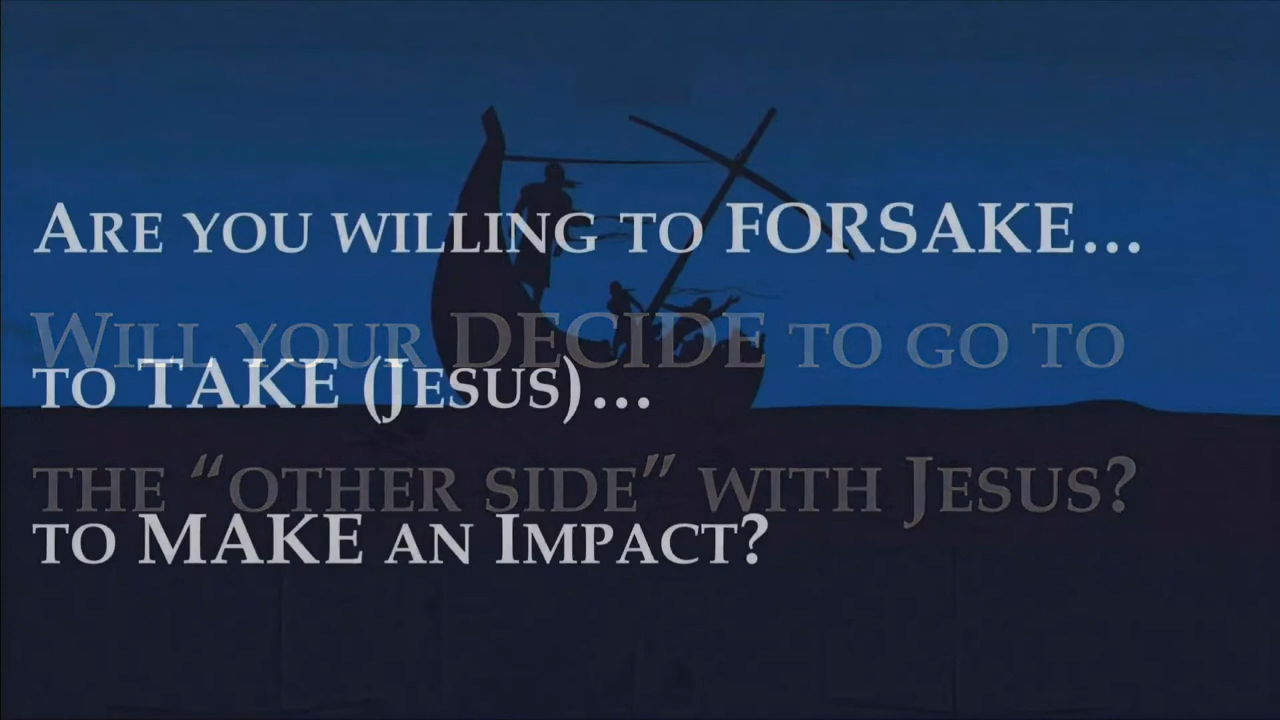 Are you willing to FORSAKE...
Will your DECIDE to go to
to TAKE (Jesus)...
the “other side” with Jesus?
to MAKE an Impact?